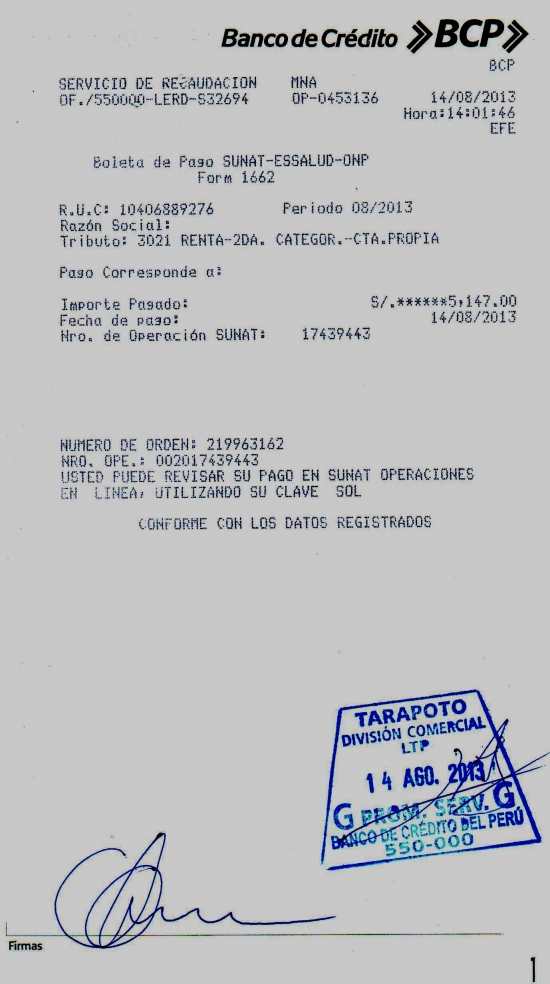 Banco de Crédito BCP
BCP
SERVICIO DE RECAUDACION MNA
OF./550000-LERD-S32694 OP-0453136 14/08/2013
Hora:14:01:46
EFE
Boleta de Pago SUNAT-ESSALUD-ONP
Form 1662
R.U.C: 10406889276 Periodo 08/2013
Razón Social:
Tributo: 3021 RENTA-2DA. CATEGOR.-CTA.PROPIA
Pago Corresponde a:
Importe Pagado: S/.******5,147.00
Fecha de pago: 14/08/2013
Nro. de Operación SUNAT: 17439443
NUMERO DE ORDEN: 219963162
NRO. OPE.: 002017439443
USTED PUEDE REVISAR SU PAGO EN SUNAT OPERACIONES
EN LINEA, UTILIZANDO SU CLAVE SOL
CONFORME CON LOS DATOS REGISTRADOS
TARAPOTO
DIVISIÓN COMERCIAL
LTP
14 AGO. 2013
G PROM. SERV. G
BANCO DE CRÉDITO DEL PERÚ
550-000
Firmas
1